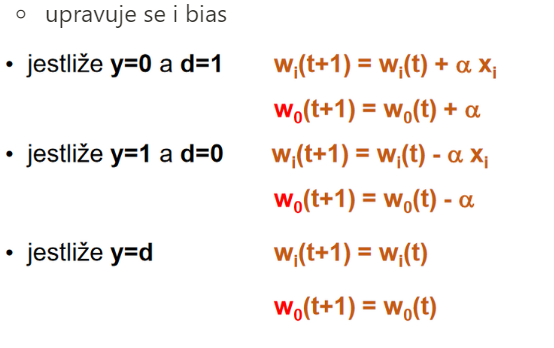 ○ upravuje se i bias
• jestliže y=0 a d=1 wᵢ(t+1) = wᵢ(t) + α xᵢ
w₀(t+1) = w₀(t) + α
• jestliže y=1 a d=0 wᵢ(t+1) = wᵢ(t) - α xᵢ
w₀(t+1) = w₀(t) - α
• jestliže y=d wᵢ(t+1) = wᵢ(t)
w₀(t+1) = w₀(t)